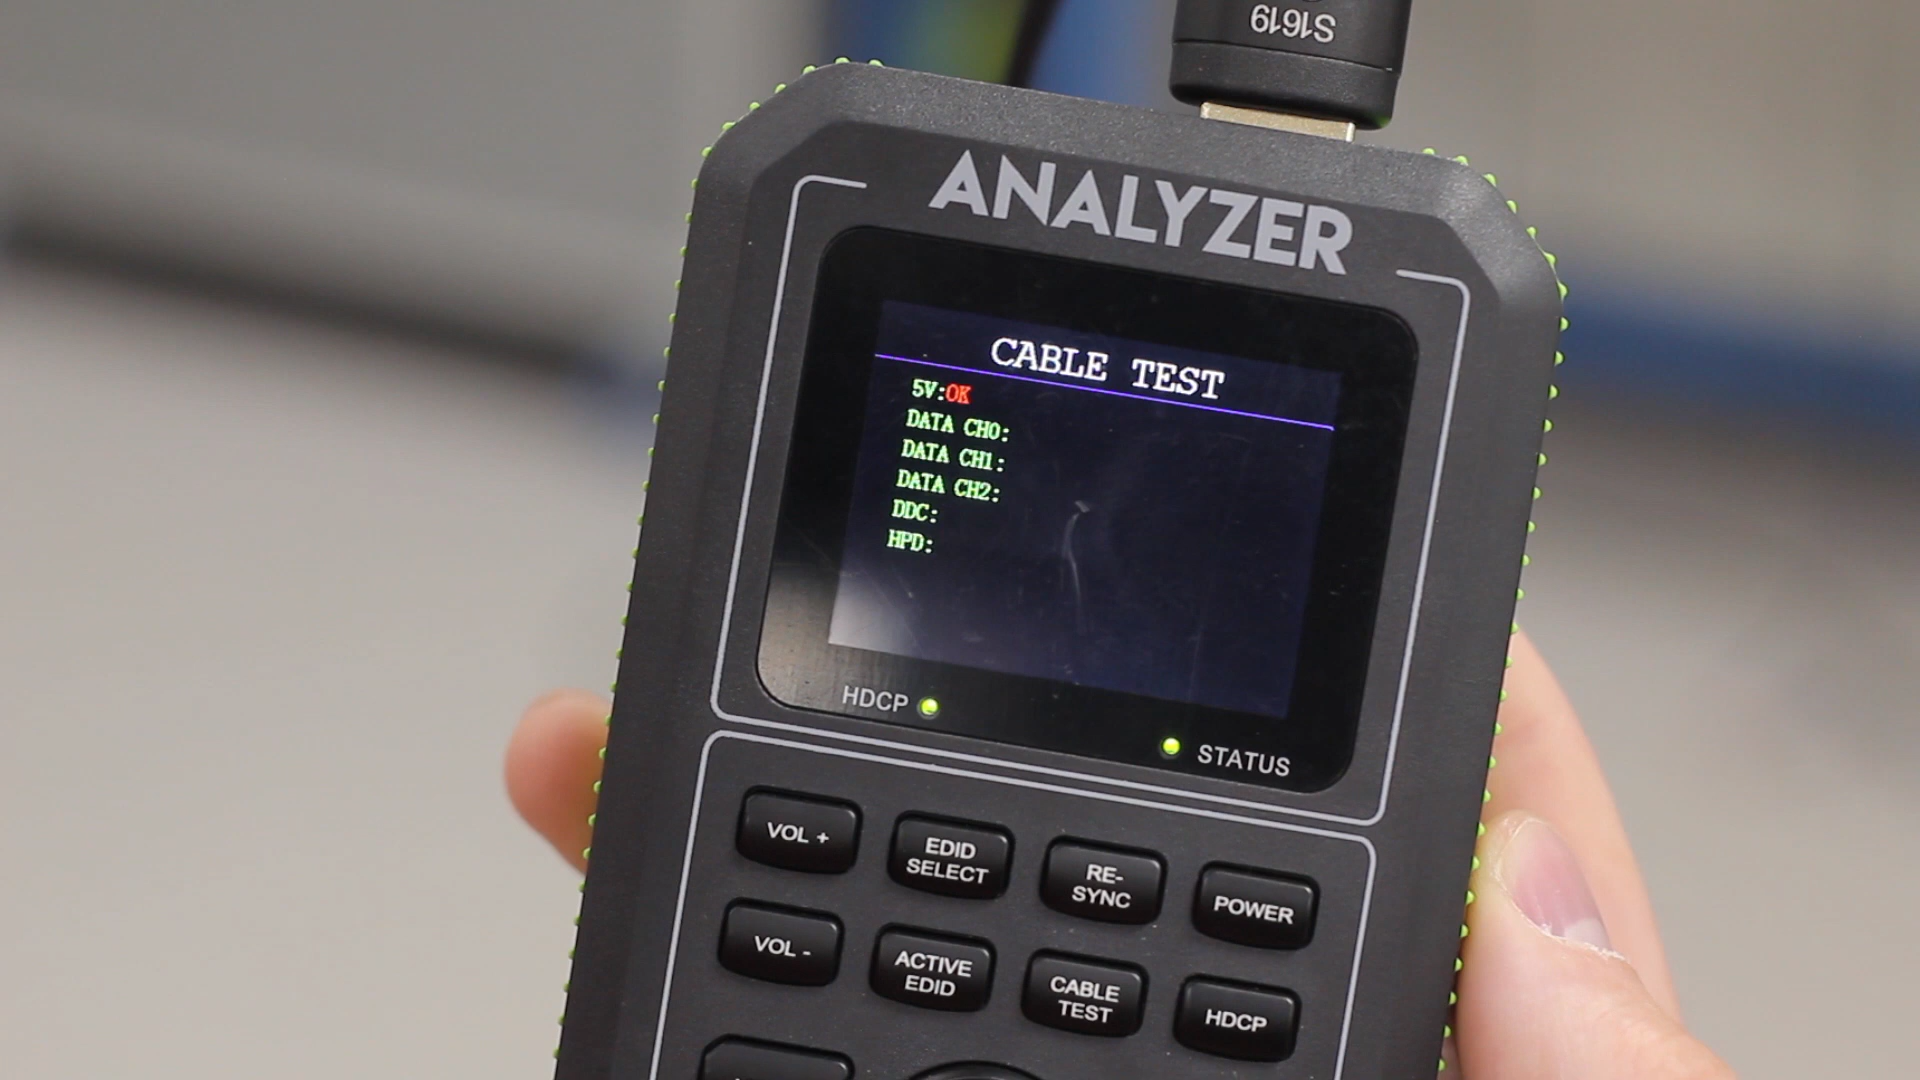 S1619
ANALYZER
CABLE TEST
5V:OK
DATA CH0:
DATA CH1:
DATA CH2:
DDC:
HPD:
HDCP
STATUS
VOL +
EDID SELECT
RE-SYNC
POWER
VOL -
ACTIVE EDID
CABLE TEST
HDCP